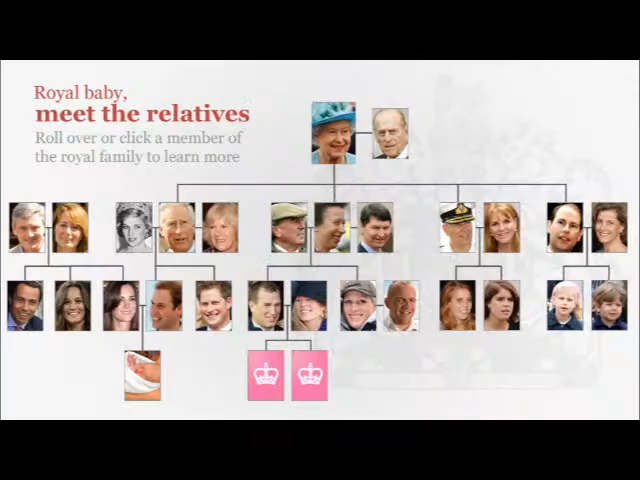 Royal baby,
meet the relatives
Roll over or click a member of
the royal family to learn more